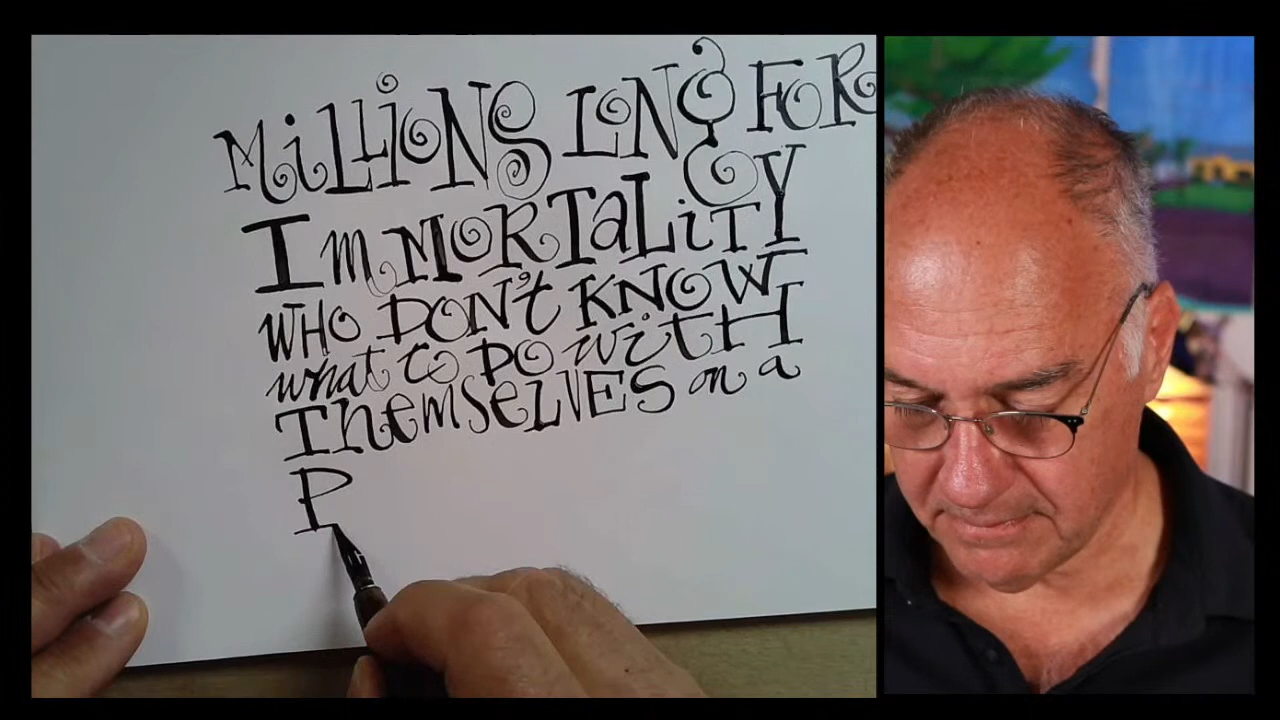 MiLLiONS LONG FOR
ImMORTaLiTY
WHO DON't KNOW
what to DO WitH
ThemSeLVES on a
P